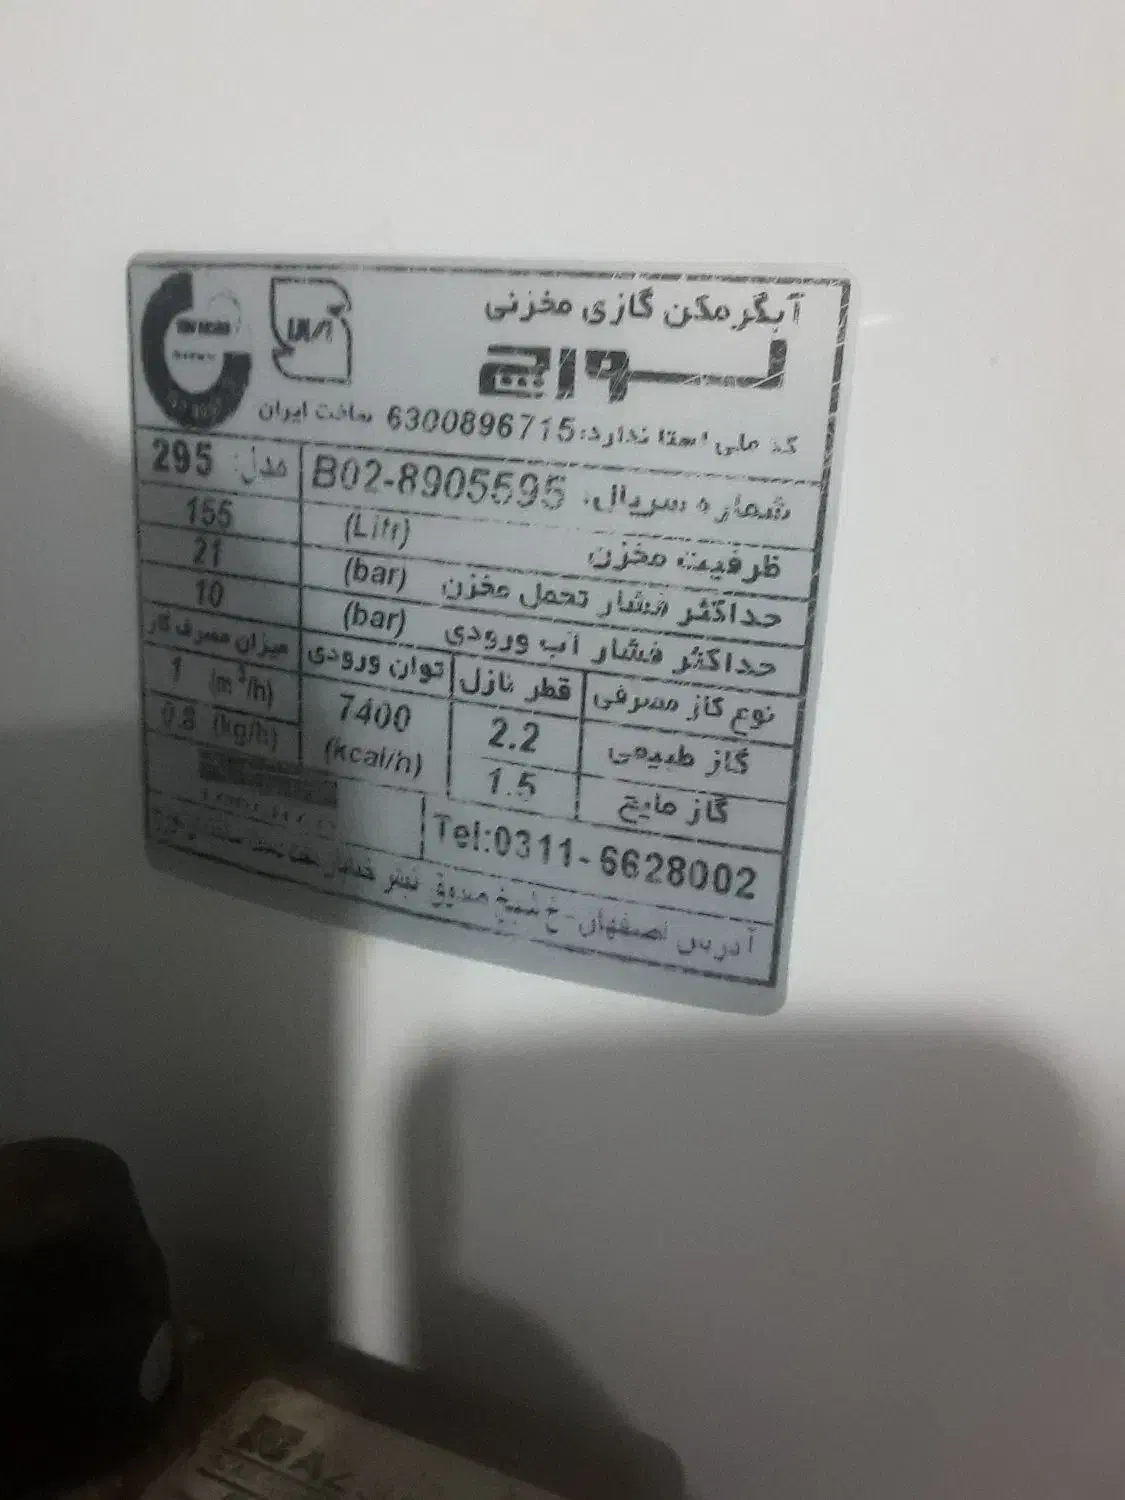 آبگرمکن گازی مخزنی
کد ملی استاندارد: 6300896715 ساخت ایران
شماره سریال: B02-8905595 مدل: 295
ظرفیت مخزن (Litr) 155
حداکثر فشار تحمل مخزن (bar) 21
حداکثر فشار آب ورودی (bar) 10
نوع گاز مصرفی قطر نازل توان ورودی میزان مصرف گاز
گاز طبیعی 2.2 7400 (kcal/h) 1 (m³/h)
گاز مایع 1.5 0.8 (kg/h)
Tel:0311-6628002
آدرس اصفهان-خ شیخ صدوق